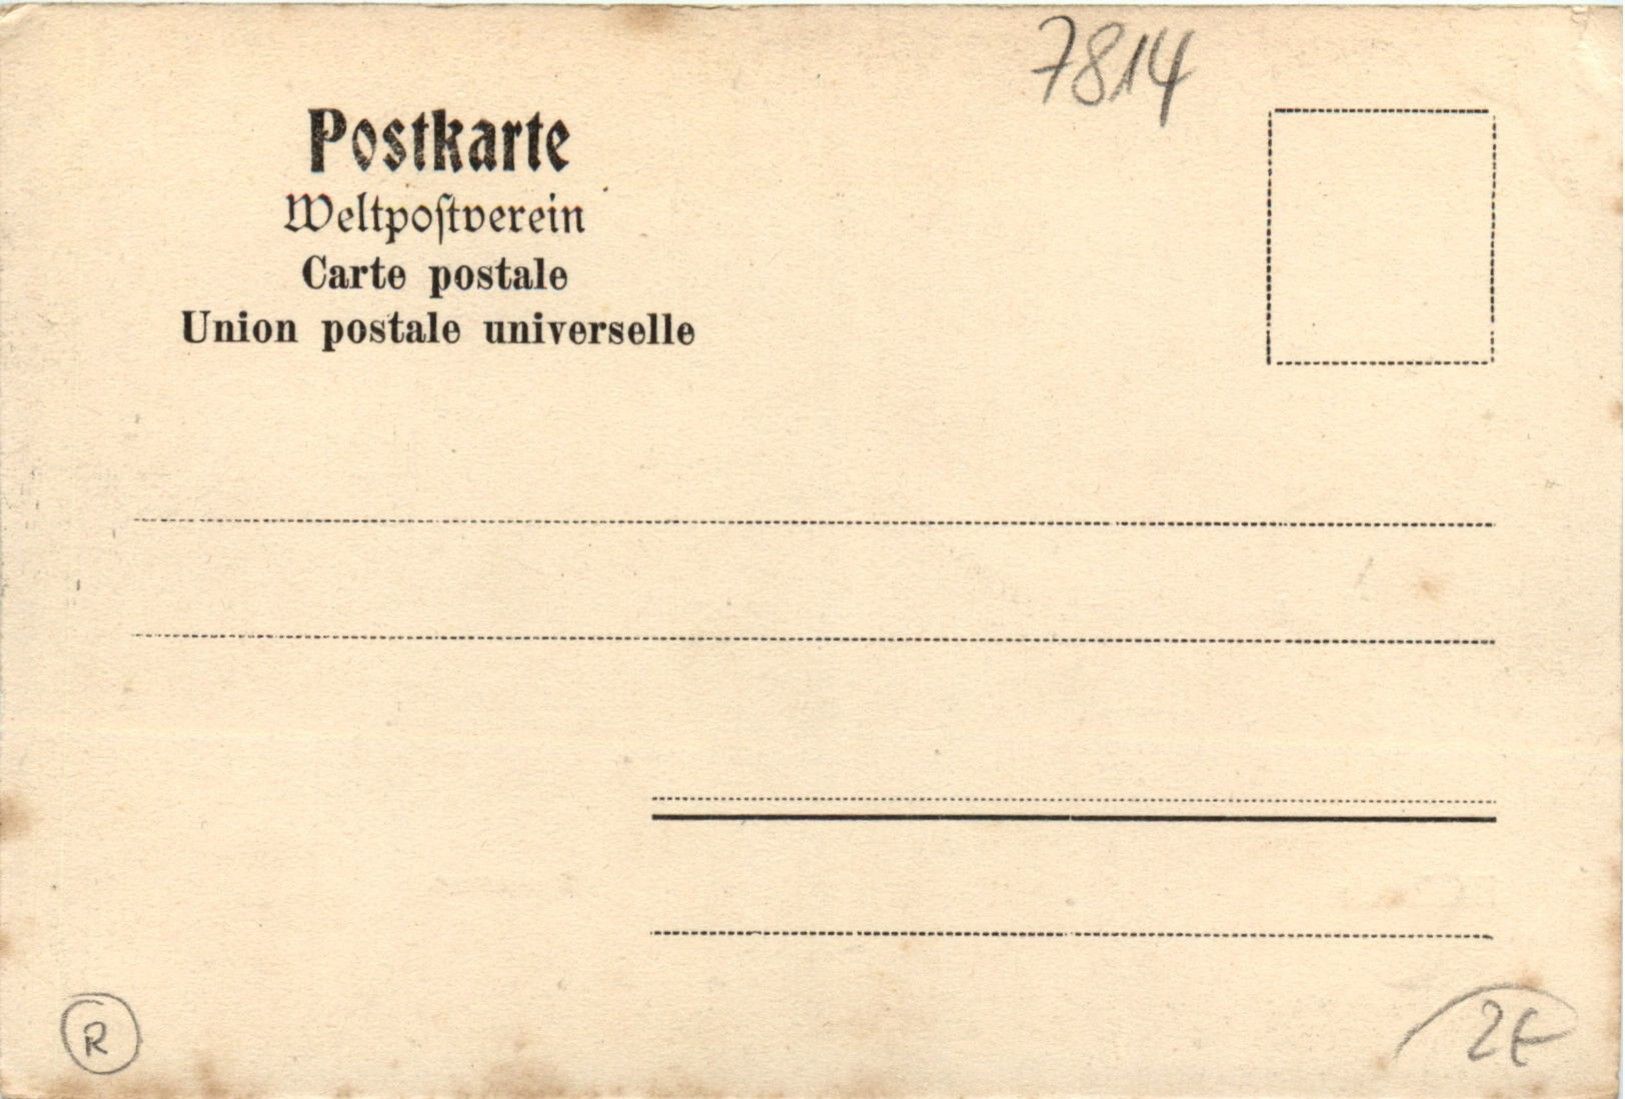 7814
Postkarte
Weltpoſtverein
Carte postale
Union postale universelle
R
2€